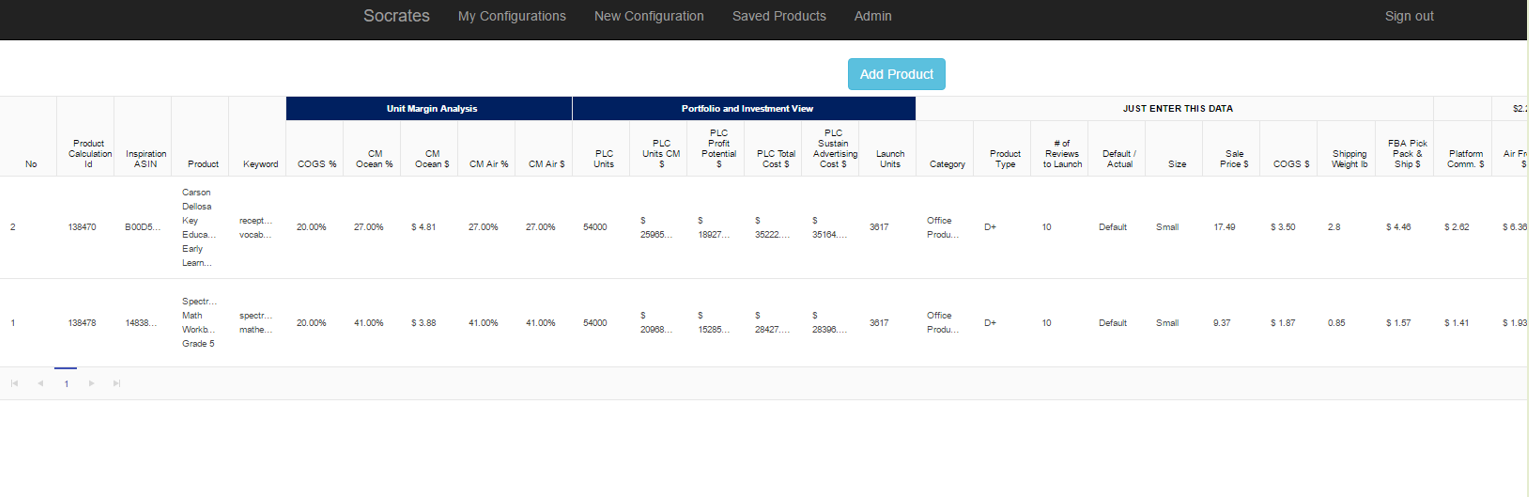 Socrates My Configurations New Configuration Saved Products Admin Sign out
Add Product
Unit Margin Analysis Portfolio and Investment View JUST ENTER THIS DATA
No Product Calculation Id Inspiration ASIN Product Keyword COGS % CM Ocean % CM Ocean $ CM Air % CM Air $ PLC Units PLC Units CM $ PLC Profit Potential $ PLC Total Cost $ PLC Sustain Advertising Cost $ Launch Units Category Product Type # of Reviews to Launch Default / Actual Size Sale Price $ COGS $ Shipping Weight lb FBA Pick Pack & Ship $ Platform Comm. $
2 138470 B00D5... Carson Dellosa Key Educa... Early Learn... recept... vocab... 20.00% 27.00% $ 4.81 27.00% 27.00% 54000 $ 25965... $ 18927... $ 35222.... $ 35164.... 3617 Office Produ... D+ 10 Default Small 17.49 $ 3.50 2.8 $ 4.46 $ 2.62 $ 6.36
1 138478 14838... Spectr... Math Workb... Grade 5 spectr... mathe... 20.00% 41.00% $ 3.88 41.00% 41.00% 54000 $ 20968... $ 15285... $ 28427.... $ 28396.... 3617 Office Produ... D+ 10 Default Small 9.37 $ 1.87 0.85 $ 1.57 $ 1.41 $ 1.93
1